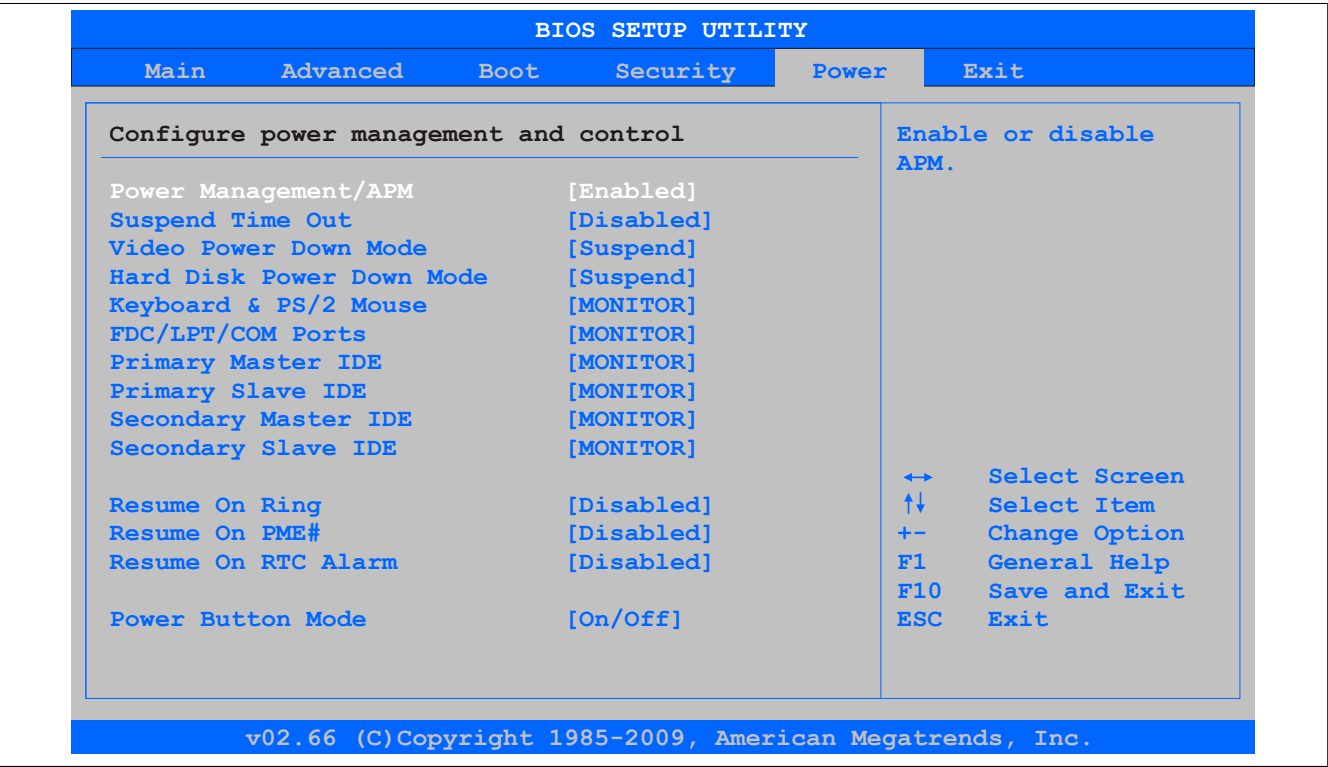 BIOS SETUP UTILITY
Main Advanced Boot Security Power Exit
Configure power management and control
Power Management/APM [Enabled]
Suspend Time Out [Disabled]
Video Power Down Mode [Suspend]
Hard Disk Power Down Mode [Suspend]
Keyboard & PS/2 Mouse [MONITOR]
FDC/LPT/COM Ports [MONITOR]
Primary Master IDE [MONITOR]
Primary Slave IDE [MONITOR]
Secondary Master IDE [MONITOR]
Secondary Slave IDE [MONITOR]
Resume On Ring [Disabled]
Resume On PME# [Disabled]
Resume On RTC Alarm [Disabled]
Power Button Mode [On/Off]
Enable or disable
APM.
↔ Select Screen
↑↓ Select Item
+- Change Option
F1 General Help
F10 Save and Exit
ESC Exit
v02.66 (C)Copyright 1985-2009, American Megatrends, Inc.